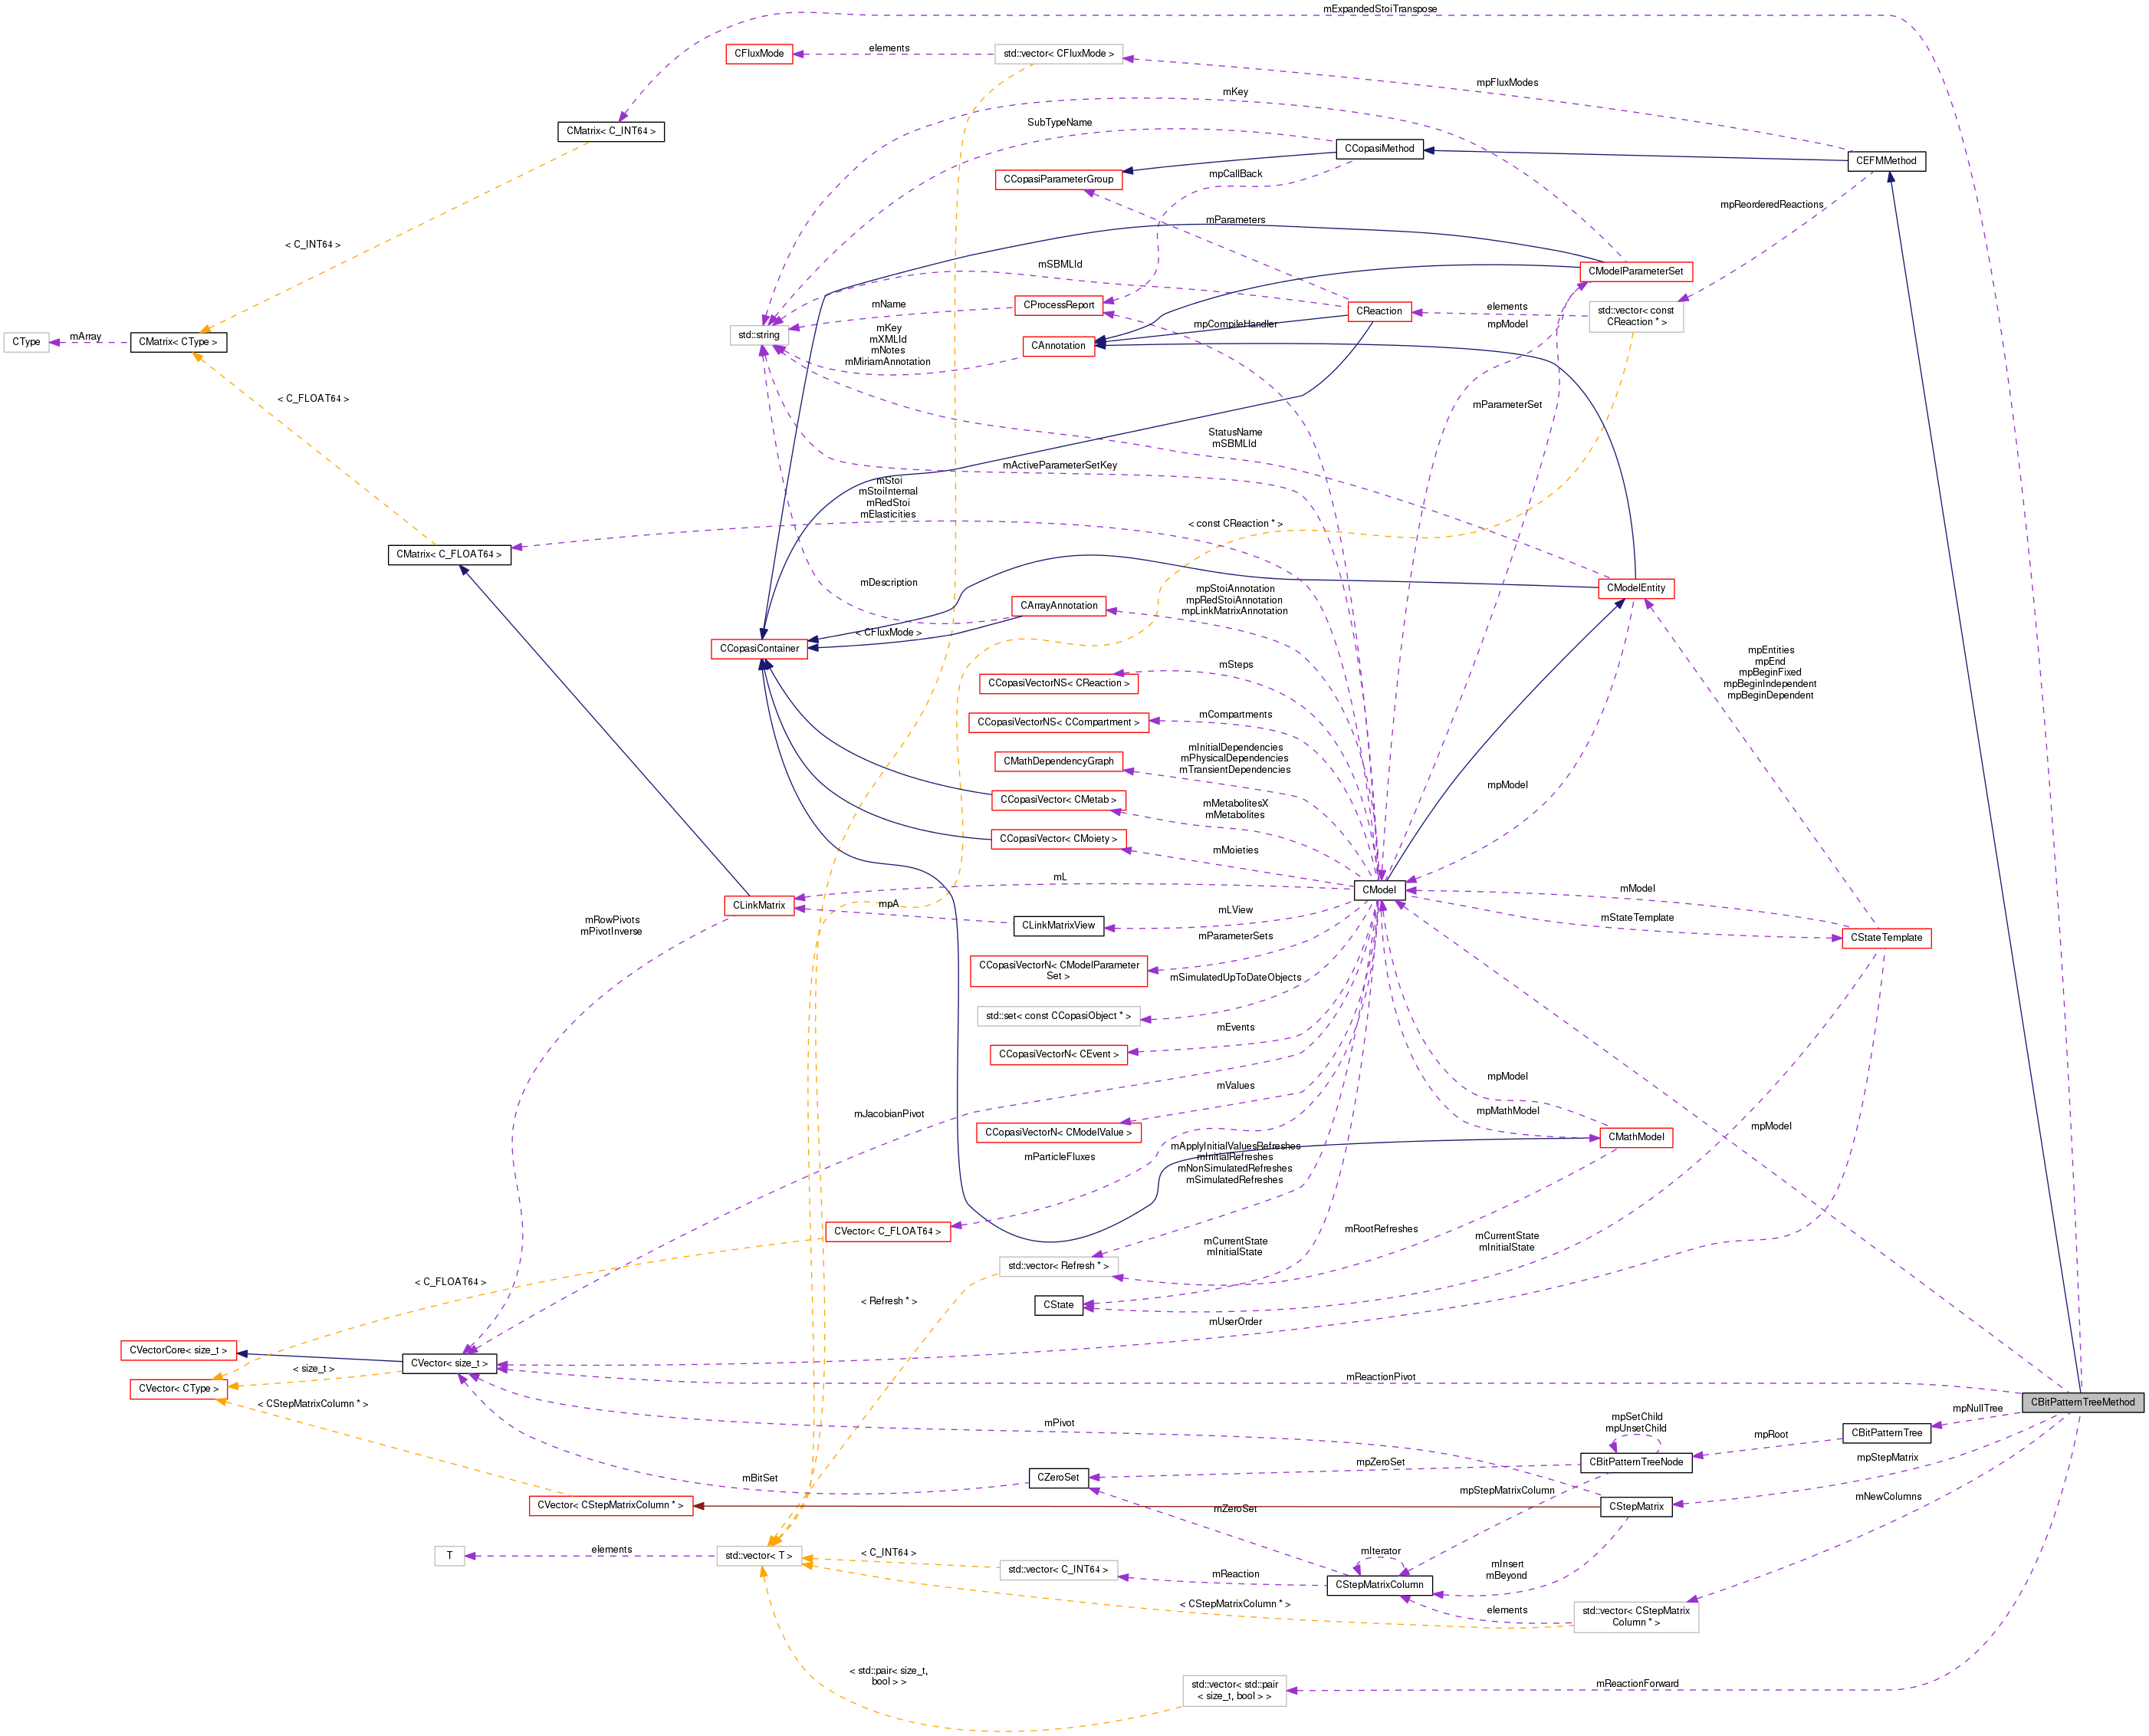 mExpandedStoiTranspose
CFluxMode
elements
std::vector< CFluxMode >
mpFluxModes
mKey
SubTypeName
CMatrix< C_INT64 >
CCopasiMethod
CEFMMethod
mpCallBack
CCopasiParameterGroup
mpReorderedReactions
mParameters
< C_INT64 >
mSBMLId
CModelParameterSet
mName
CProcessReport
CReaction
elements
std::vector< const
CReaction * >
mpCompileHandler
mpModel
std::string
mKey
mXMLId
mNotes
mMiriamAnnotation
CAnnotation
CType
mArray
CMatrix< CType >
< C_FLOAT64 >
mParameterSet
StatusName
mSBMLId
mActiveParameterSetKey
mStoi
mStoiInternal
mRedStoi
mElasticities
< const CReaction * >
CMatrix< C_FLOAT64 >
mDescription
CArrayAnnotation
mpStoiAnnotation
mpRedStoiAnnotation
mpLinkMatrixAnnotation
CModelEntity
< CFluxMode >
CCopasiContainer
mSteps
CCopasiVectorNS< CReaction >
mpEntities
mpEnd
mpBeginFixed
mpBeginIndependent
mpBeginDependent
mCompartments
CCopasiVectorNS< CCompartment >
mInitialDependencies
mPhysicalDependencies
mTransientDependencies
CMathDependencyGraph
mpModel
CCopasiVector< CMetab >
mMetabolitesX
mMetabolites
CCopasiVector< CMoiety >
mMoieties
mL
CModel
mModel
CLinkMatrix
mpA
mLView
CLinkMatrixView
mStateTemplate
CStateTemplate
mRowPivots
mPivotInverse
mParameterSets
CCopasiVectorN< CModelParameter
Set >
mSimulatedUpToDateObjects
std::set< const CCopasiObject * >
mEvents
CCopasiVectorN< CEvent >
mValues
mpModel
mJacobianPivot
mpMathModel
CCopasiVectorN< CModelValue >
CMathModel
mpModel
mParticleFluxes
mApplyInitialValuesRefreshes
mInitialRefreshes
mNonSimulatedRefreshes
mSimulatedRefreshes
CVector< C_FLOAT64 >
mRootRefreshes
mCurrentState
mInitialState
mCurrentState
mInitialState
std::vector< Refresh * >
< C_FLOAT64 >
< Refresh * >
CState
mUserOrder
CVectorCore< size_t >
CVector< size_t >
< size_t >
CVector< CType >
mReactionPivot
CBitPatternTreeMethod
< CStepMatrixColumn * >
mPivot
mpSetChild
mpUnsetChild
mpNullTree
CBitPatternTree
mpRoot
CBitPatternTreeNode
mpZeroSet
mpStepMatrix
mBitSet
CZeroSet
mpStepMatrixColumn
mNewColumns
CVector< CStepMatrixColumn * >
mZeroSet
CStepMatrix
T
elements
std::vector< T >
< C_INT64 >
std::vector< C_INT64 >
mReaction
mIterator
CStepMatrixColumn
mInsert
mBeyond
< CStepMatrixColumn * >
elements
std::vector< CStepMatrix
Column * >
< std::pair< size_t,
bool > >
std::vector< std::pair
< size_t, bool > >
mReactionForward